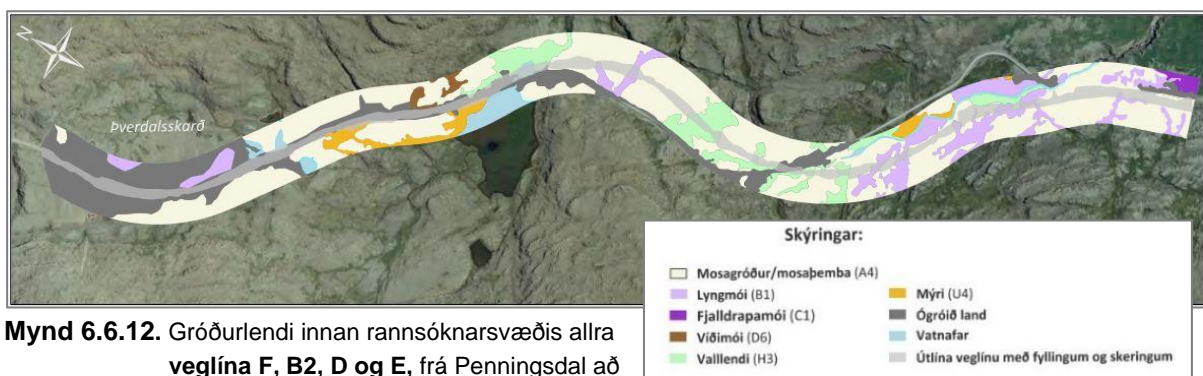 N
Þverdalsskarð
Skýringar:
Mosagróður/mosaþemba (A4)
Lyngmói (B1)
Fjalldrapamói (C1)
Víðimói (D6)
Valllendi (H3)
Mýri (U4)
Ógróið land
Vatnafar
Útlína veglínu með fyllingum og skeringum
Mynd 6.6.12. Gróðurlendi innan rannsóknarsvæðis allra
veglína F, B2, D og E, frá Penningsdal að